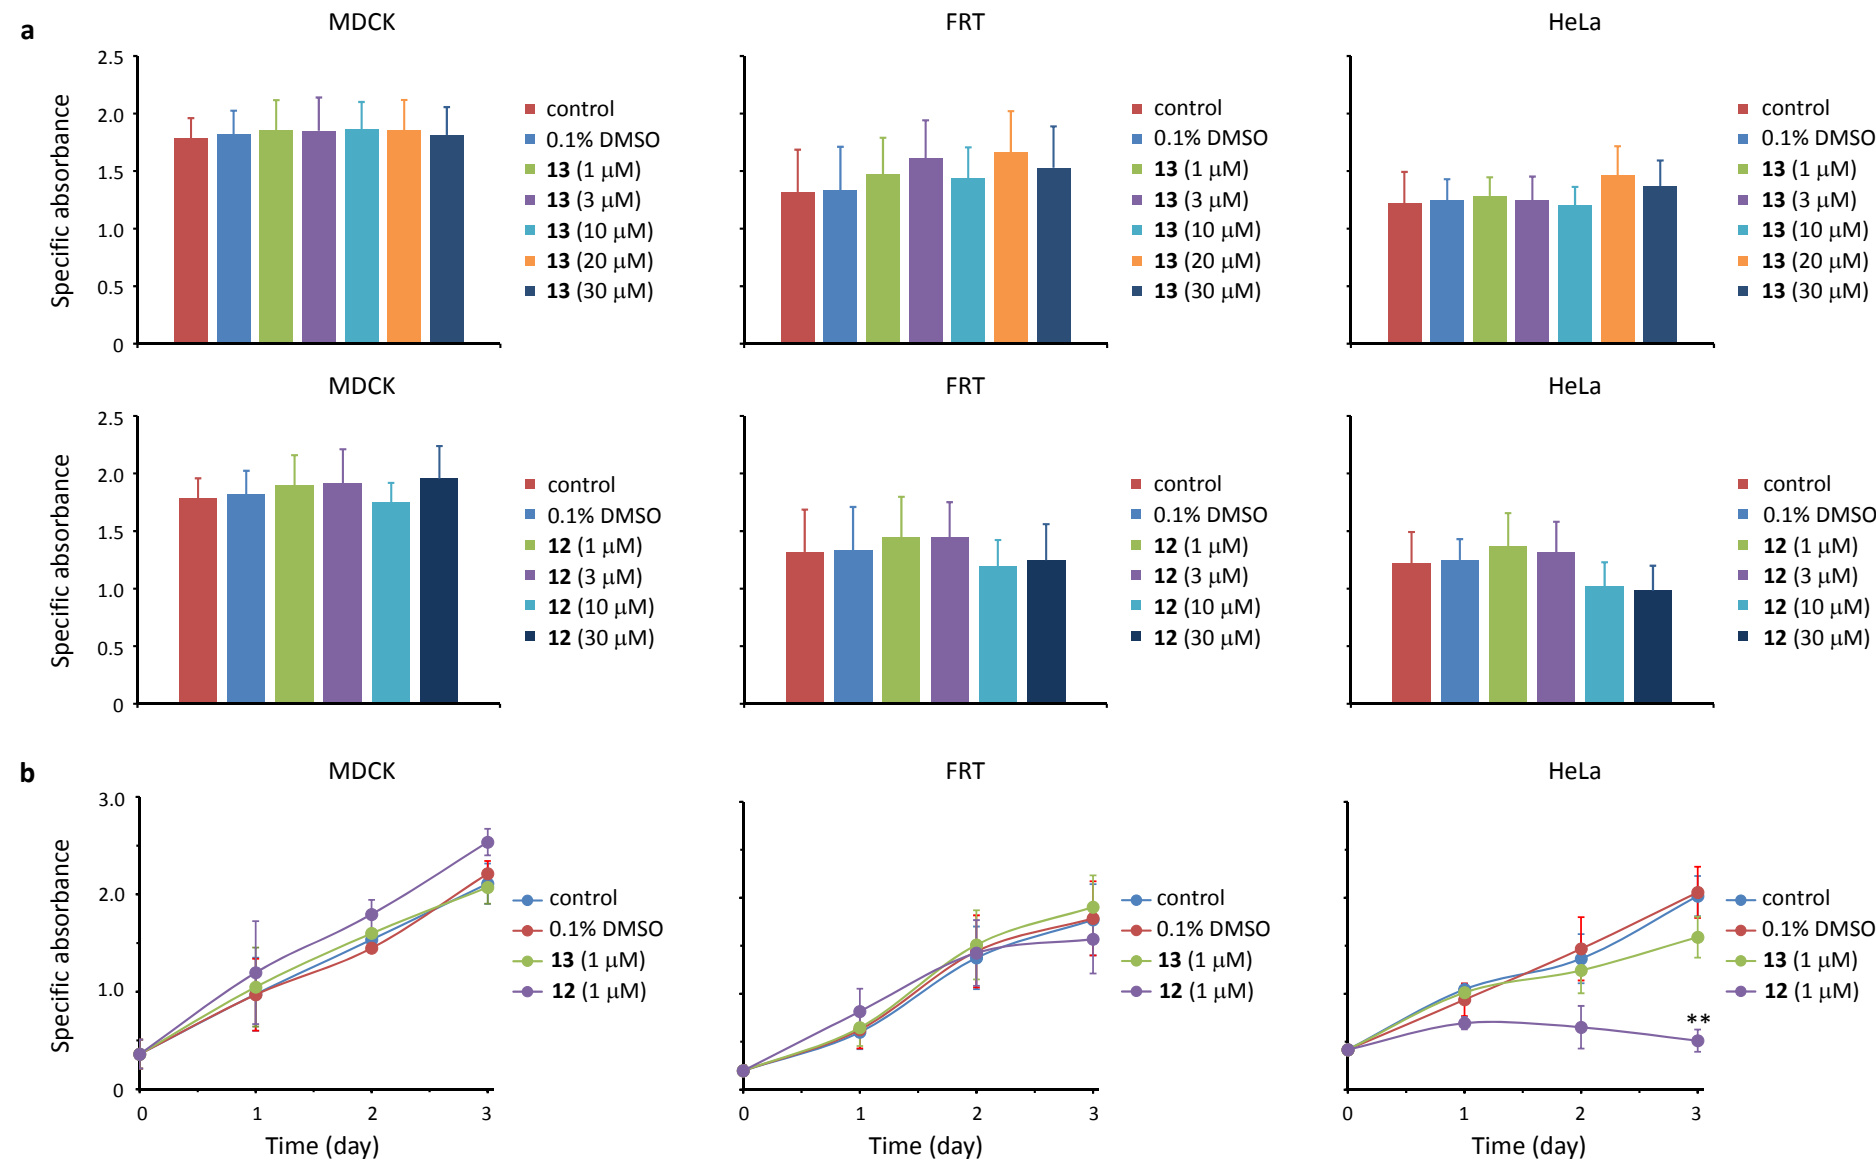 a
MDCK
FRT
HeLa
Specific absorbance
2.5
2.0
1.5
1.0
0.5
0
control
0.1% DMSO
13 (1 μM)
13 (3 μM)
13 (10 μM)
13 (20 μM)
13 (30 μM)
control
0.1% DMSO
13 (1 μM)
13 (3 μM)
13 (10 μM)
13 (20 μM)
13 (30 μM)
control
0.1% DMSO
13 (1 μM)
13 (3 μM)
13 (10 μM)
13 (20 μM)
13 (30 μM)
MDCK
FRT
HeLa
Specific absorbance
2.5
2.0
1.5
1.0
0.5
0
control
0.1% DMSO
12 (1 μM)
12 (3 μM)
12 (10 μM)
12 (30 μM)
control
0.1% DMSO
12 (1 μM)
12 (3 μM)
12 (10 μM)
12 (30 μM)
control
0.1% DMSO
12 (1 μM)
12 (3 μM)
12 (10 μM)
12 (30 μM)
b
MDCK
FRT
HeLa
Specific absorbance
3.0
2.0
1.0
0
0 1 2 3
Time (day)
control
0.1% DMSO
13 (1 μM)
12 (1 μM)
0 1 2 3
Time (day)
control
0.1% DMSO
13 (1 μM)
12 (1 μM)
**
0 1 2 3
Time (day)
control
0.1% DMSO
13 (1 μM)
12 (1 μM)